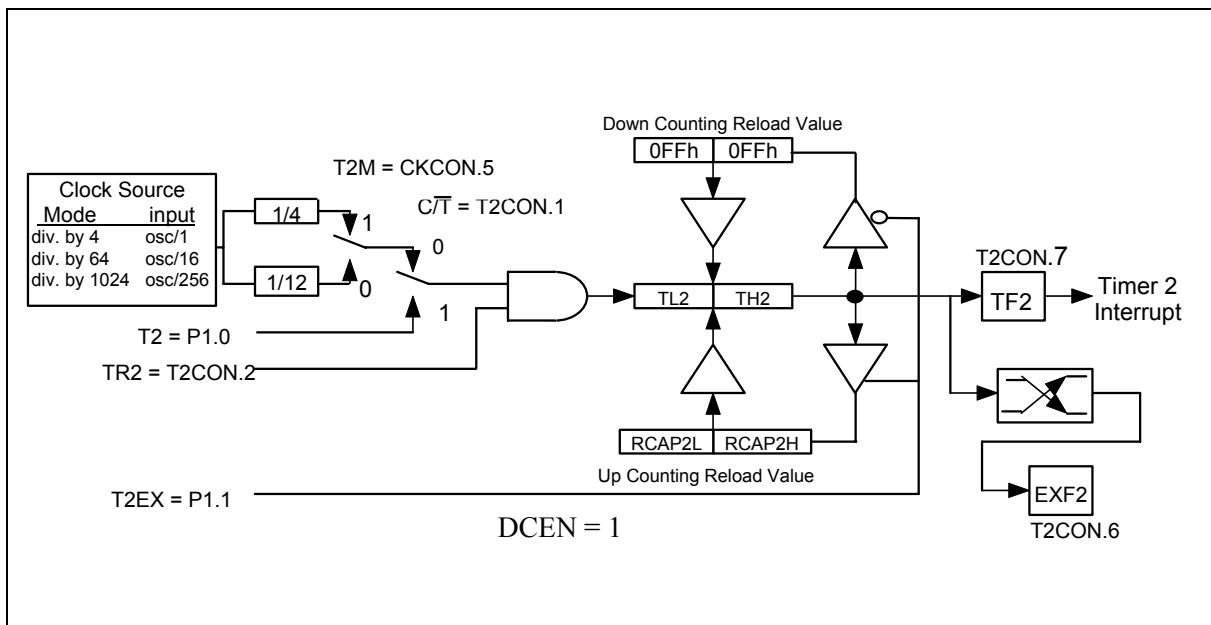 Down Counting Reload Value
0FFh 0FFh
T2M = CKCON.5
Clock Source
Mode input
div. by 4 osc/1
div. by 64 osc/16
div. by 1024 osc/256
C/T̅ = T2CON.1
1/4
1
0
1/12
0
1
T2CON.7
TL2 TH2
TF2
Timer 2
Interrupt
T2 = P1.0
TR2 = T2CON.2
RCAP2L RCAP2H
Up Counting Reload Value
T2EX = P1.1
EXF2
T2CON.6
DCEN = 1